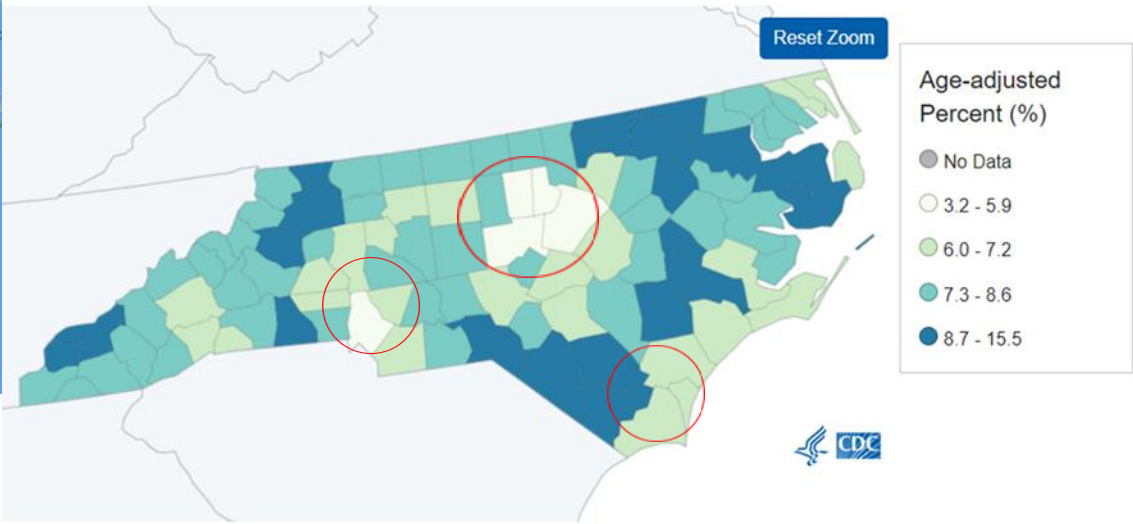 Reset Zoom
Age-adjusted
Percent (%)
No Data
3.2 - 5.9
6.0 - 7.2
7.3 - 8.6
8.7 - 15.5
CDC